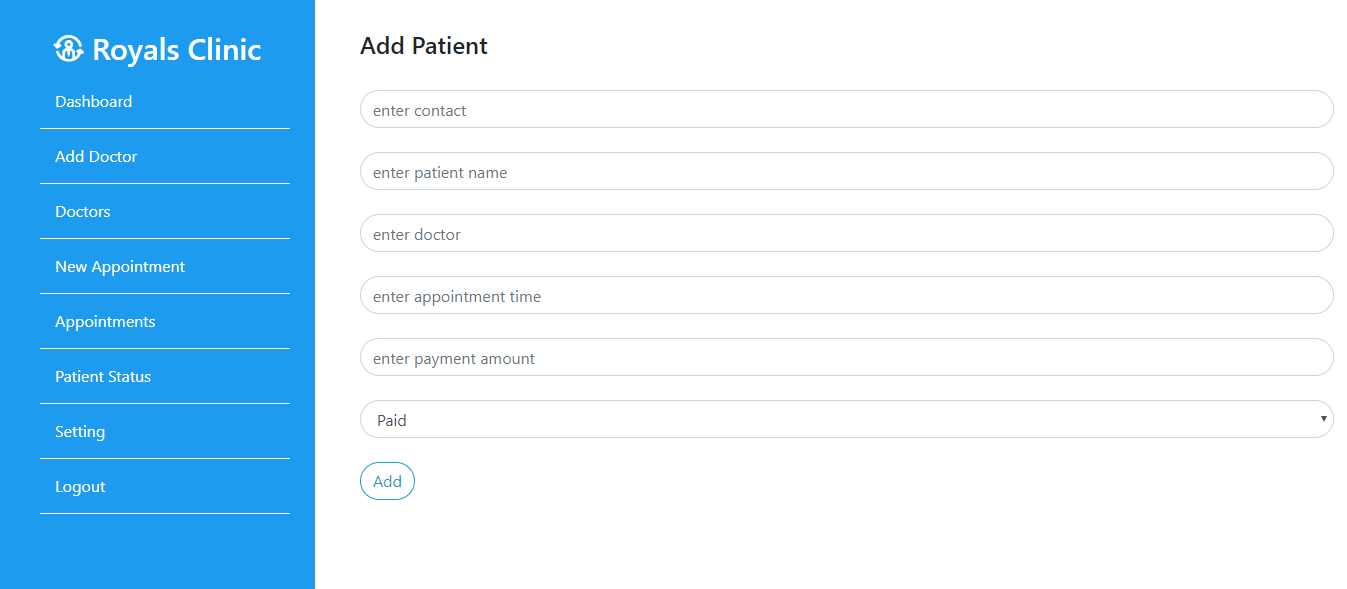 Royals Clinic
Dashboard
Add Doctor
Doctors
New Appointment
Appointments
Patient Status
Setting
Logout
Add Patient
enter contact
enter patient name
enter doctor
enter appointment time
enter payment amount
Paid
Add